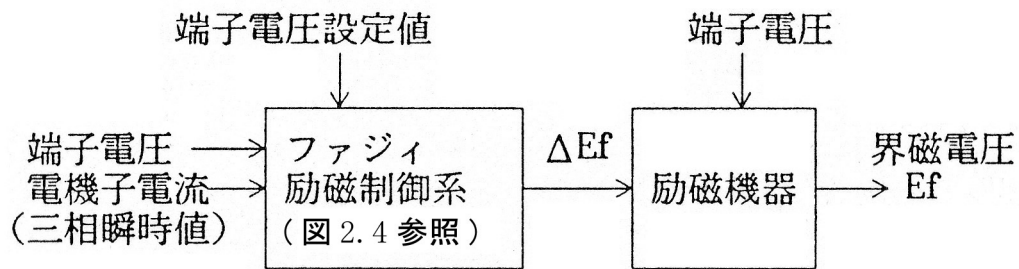 端子電圧設定値
端子電圧
端子電圧
電機子電流
(三相瞬時値)
ファジィ
励磁制御系
(図2.4参照)
ΔEf
励磁機器
界磁電圧
Ef